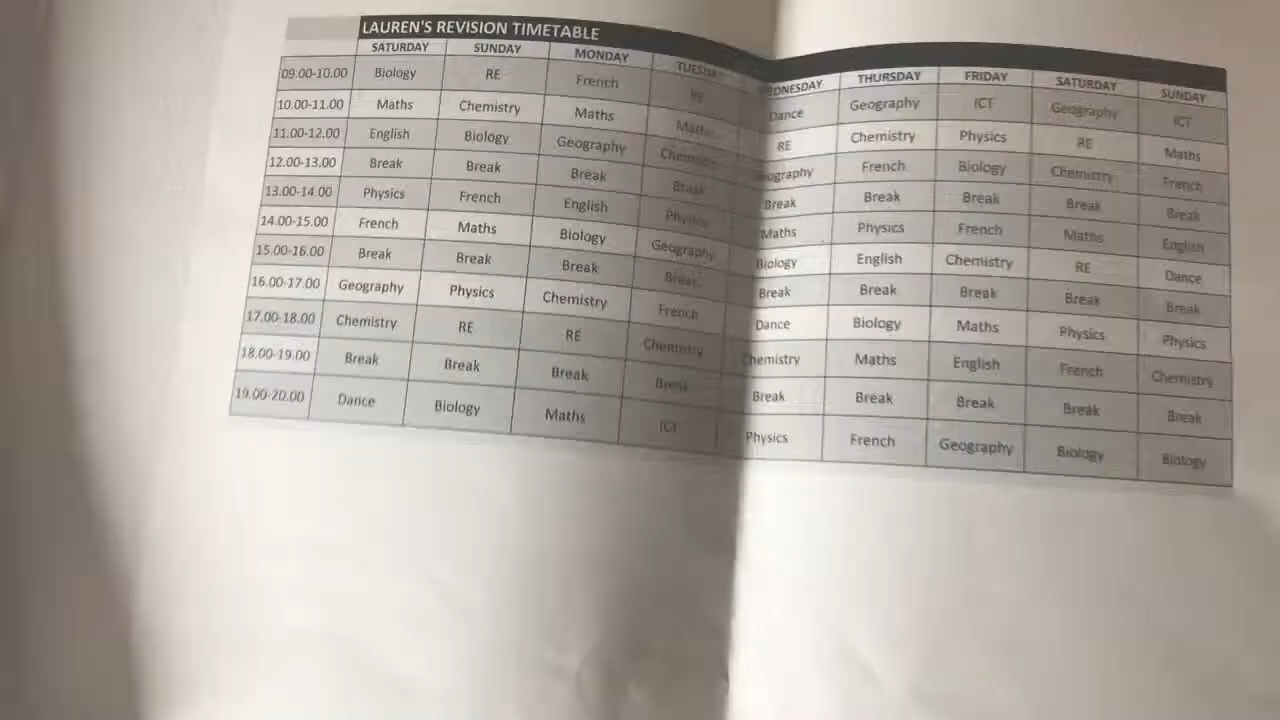 LAUREN'S REVISION TIMETABLE
SATURDAY SUNDAY MONDAY TUESDAY WEDNESDAY THURSDAY FRIDAY SATURDAY SUNDAY
09.00-10.00 Biology RE French RE Dance Geography ICT Geography ICT
10.00-11.00 Maths Chemistry Maths Maths RE Chemistry Physics RE Maths
11.00-12.00 English Biology Geography Chemistry Geography French Biology Chemistry French
12.00-13.00 Break Break Break Break Break Break Break Break Break
13.00-14.00 Physics French English Physics Maths Physics French Maths English
14.00-15.00 French Maths Biology Geography Biology English Chemistry RE Dance
15.00-16.00 Break Break Break Break Break Break Break Break Break
16.00-17.00 Geography Physics Chemistry French Dance Biology Maths Physics Physics
17.00-18.00 Chemistry RE RE Chemistry Chemistry Maths English French Chemistry
18.00-19.00 Break Break Break Break Break Break Break Break Break
19.00-20.00 Dance Biology Maths ICT Physics French Geography Biology Biology